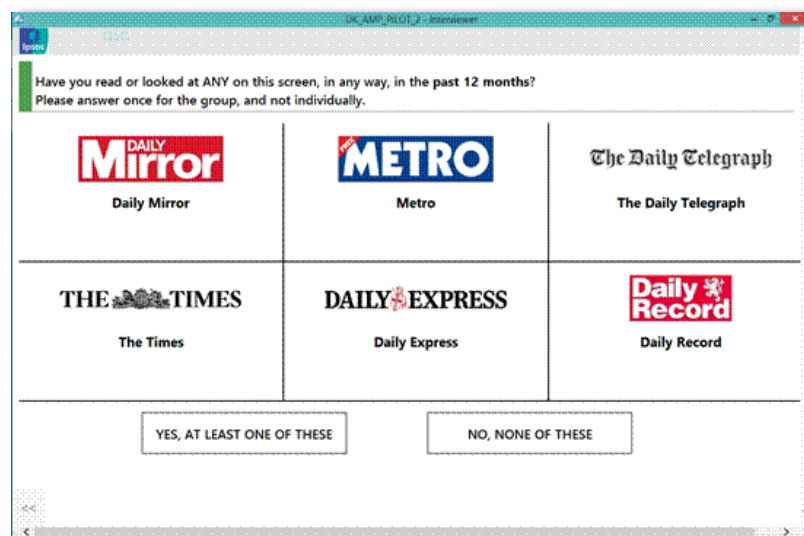 UK_AMP_PILOT_2 - Interviewer
Ipsos
Have you read or looked at ANY on this screen, in any way, in the past 12 months?
Please answer once for the group, and not individually.
DAILY
Mirror
Daily Mirror
FREE
METRO
Metro
The Daily Telegraph
The Daily Telegraph
THE TIMES
The Times
DAILY EXPRESS
Daily Express
Daily
Record
Daily Record
YES, AT LEAST ONE OF THESE
NO, NONE OF THESE
<<